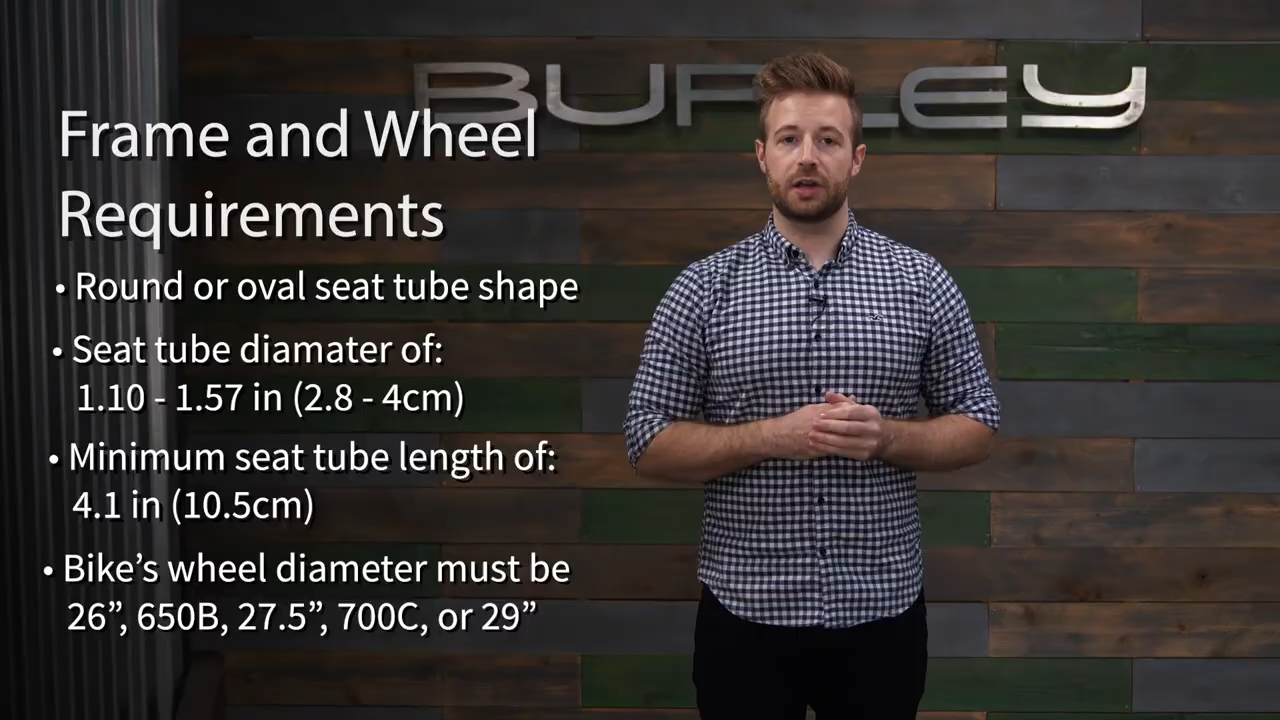 BURLEY
Frame and Wheel
Requirements
• Round or oval seat tube shape
• Seat tube diamater of:
1.10 - 1.57 in (2.8 - 4cm)
• Minimum seat tube length of:
4.1 in (10.5cm)
• Bike’s wheel diameter must be
26”, 650B, 27.5”, 700C, or 29”